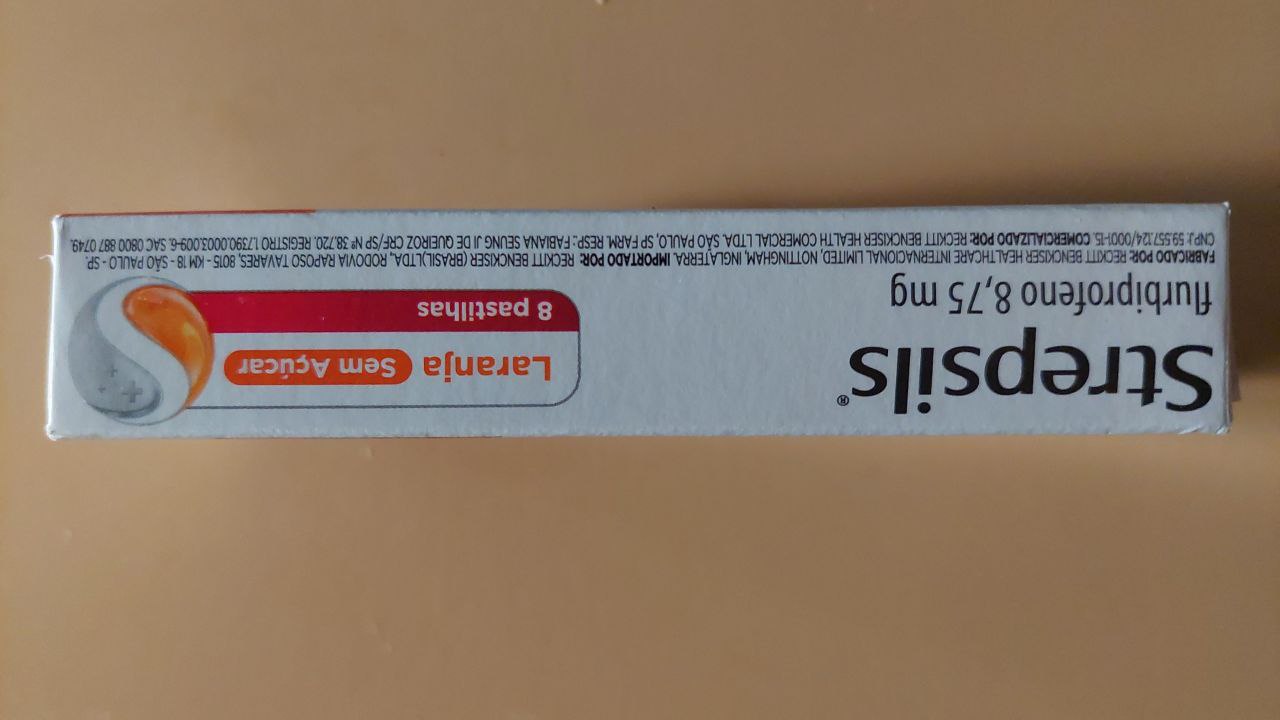 Strepsils®
flurbiprofeno 8,75 mg
Laranja Sem Açúcar
8 pastilhas
FABRICADO POR: RECKITT BENCKISER HEALTHCARE INTERNACIONAL LIMITED, NOTTINGHAM, INGLATERRA. IMPORTADO POR: RECKITT BENCKISER (BRASIL)LTDA., RODOVIA RAPOSO TAVARES, 8015 - KM 18 - SÃO PAULO - SP.
CNPJ: 59.557.124/0001-15. COMERCIALIZADO POR: RECKITT BENCKISER HEALTH COMERCIAL LTDA. SÃO PAULO, SP FARM. RESP.: FABIANA SEUNG JI DE QUEIROZ CRF/SP Nº 38.720. REGISTRO 1.7390.0003.009-6. SAC 0800 887 0749.